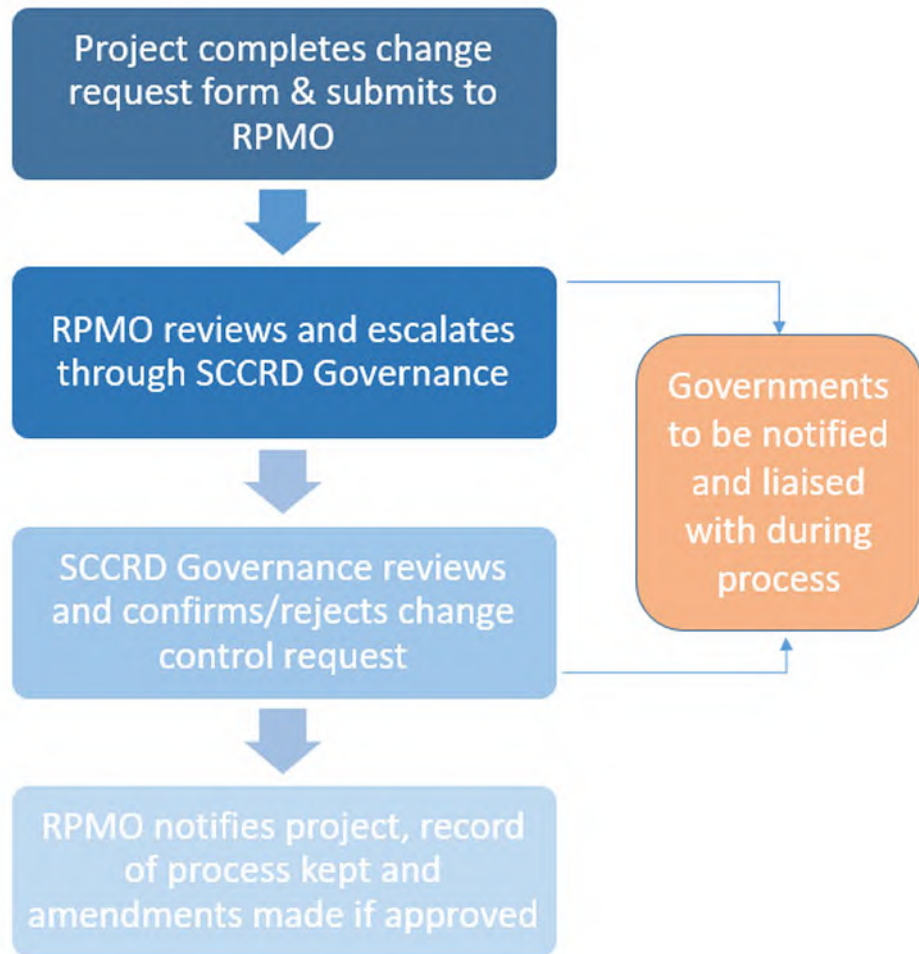 Project completes change
request form & submits to
RPMO
RPMO reviews and escalates
through SCCRD Governance
Governments
to be notified
and liaised
with during
process
SCCRD Governance reviews
and confirms/rejects change
control request
RPMO notifies project, record
of process kept and
amendments made if approved